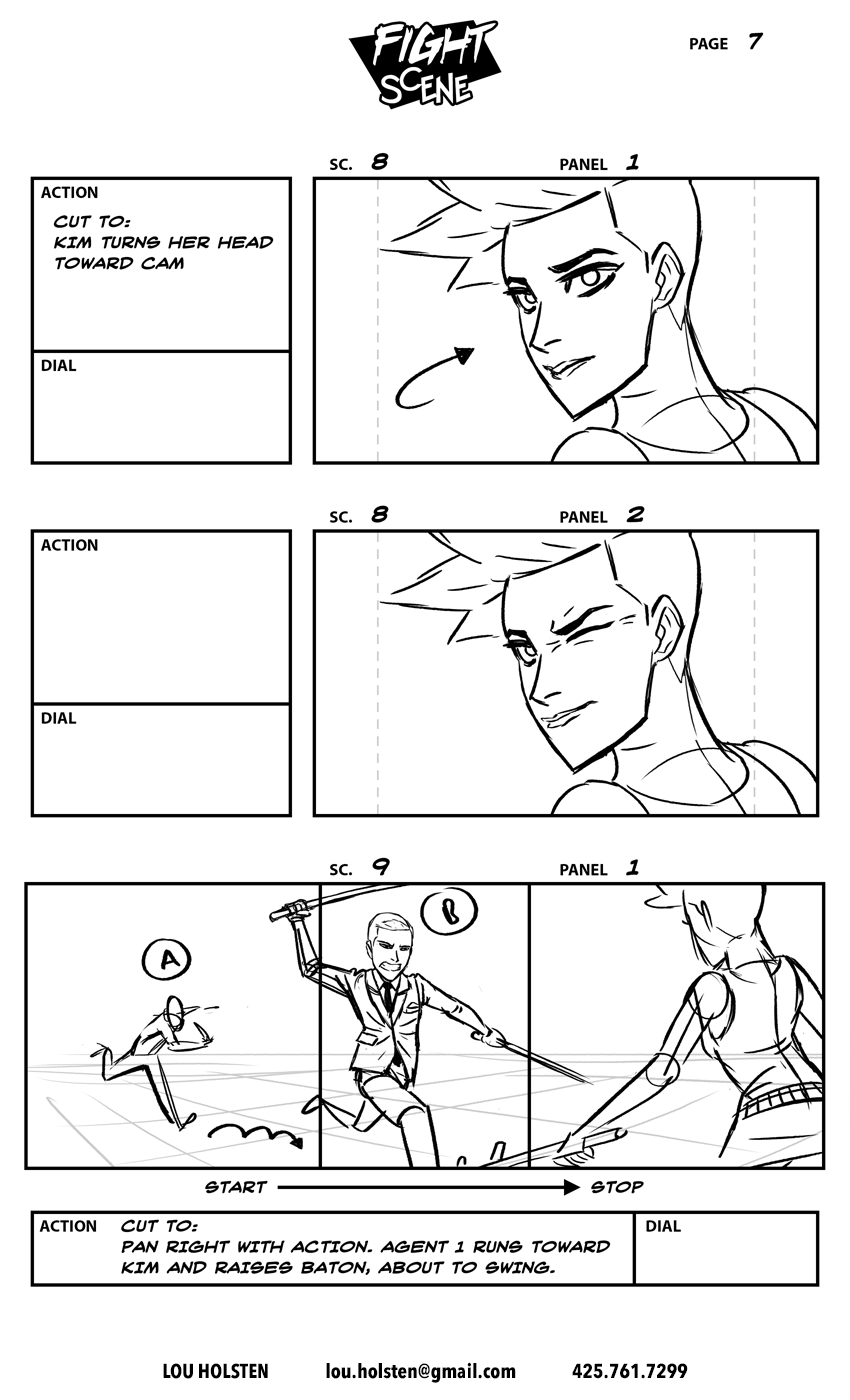 FIGHT
SCENE
PAGE 7
SC. 8 PANEL 1
ACTION
CUT TO:
KIM TURNS HER HEAD
TOWARD CAM
DIAL
SC. 8 PANEL 2
ACTION
DIAL
SC. 9 PANEL 1
A
B
START STOP
ACTION CUT TO:
PAN RIGHT WITH ACTION. AGENT 1 RUNS TOWARD
KIM AND RAISES BATON, ABOUT TO SWING.
DIAL
LOU HOLSTEN lou.holsten@gmail.com 425.761.7299